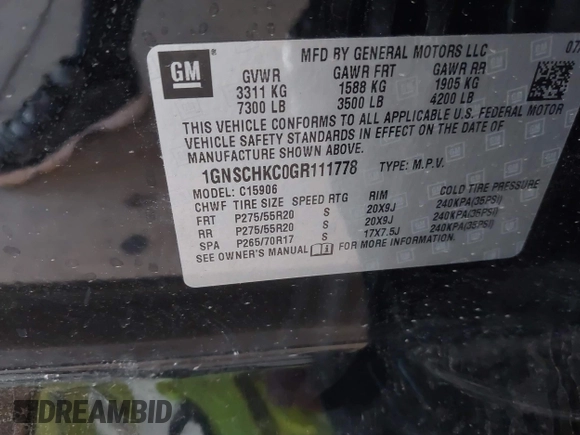 GM
MFD BY GENERAL MOTORS LLC 07
GVWR GAWR FRT GAWR RR
3311 KG 1588 KG 1905 KG
7300 LB 3500 LB 4200 LB
THIS VEHICLE CONFORMS TO ALL APPLICABLE U.S. FEDERAL MOTOR
VEHICLE SAFETY STANDARDS IN EFFECT ON THE DATE OF
MANUFACTURE SHOWN ABOVE.
1GNSCHKC0GR111778 TYPE: M.P.V.
MODEL: C15906
CHWF TIRE SIZE SPEED RTG RIM COLD TIRE PRESSURE
FRT P275/55R20 S 20X9J 240KPA(35PSI)
RR P275/55R20 S 20X9J 240KPA(35PSI)
SPA P265/70R17 S 17X7.5J 240KPA(35PSI)
SEE OWNER'S MANUAL
DREAMBID